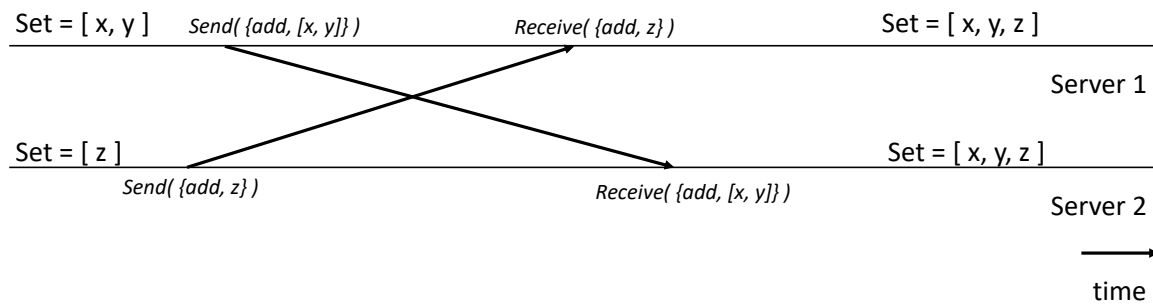 Set = [ x, y ] Send( {add, [x, y]} ) Receive( {add, z} ) Set = [ x, y, z ]
Server 1
Set = [ z ] Set = [ x, y, z ]
Send( {add, z} ) Receive( {add, [x, y]} )
Server 2
time